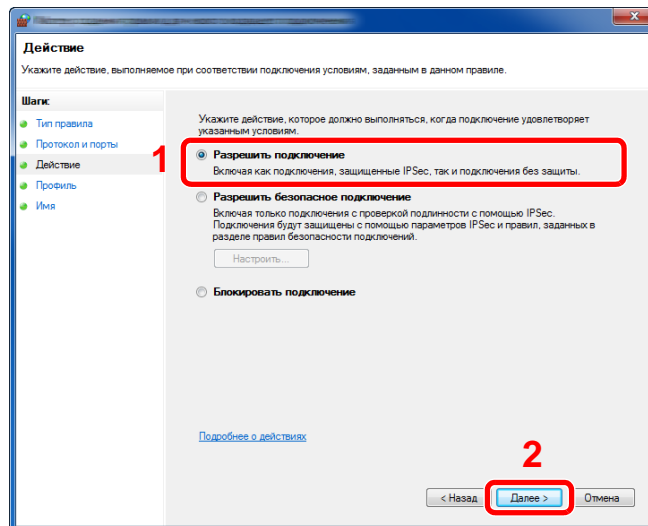 Действие
Укажите действие, выполняемое при соответствии подключения условиям, заданным в данном правиле.
Шаги:
Тип правила
Протокол и порты
Действие
Профиль
Имя
Укажите действие, которое должно выполняться, когда подключение удовлетворяет
указанным условиям.
1
Разрешить подключение
Включая как подключения, защищенные IPSec, так и подключения без защиты.
Разрешить безопасное подключение
Включая только подключения с проверкой подлинности с помощью IPSec.
Подключения будут защищены с помощью параметров IPSec и правил, заданных в
разделе правил безопасности подключений.
Настроить...
Блокировать подключение
Подробнее о действиях
2
< Назад
Далее >
Отмена